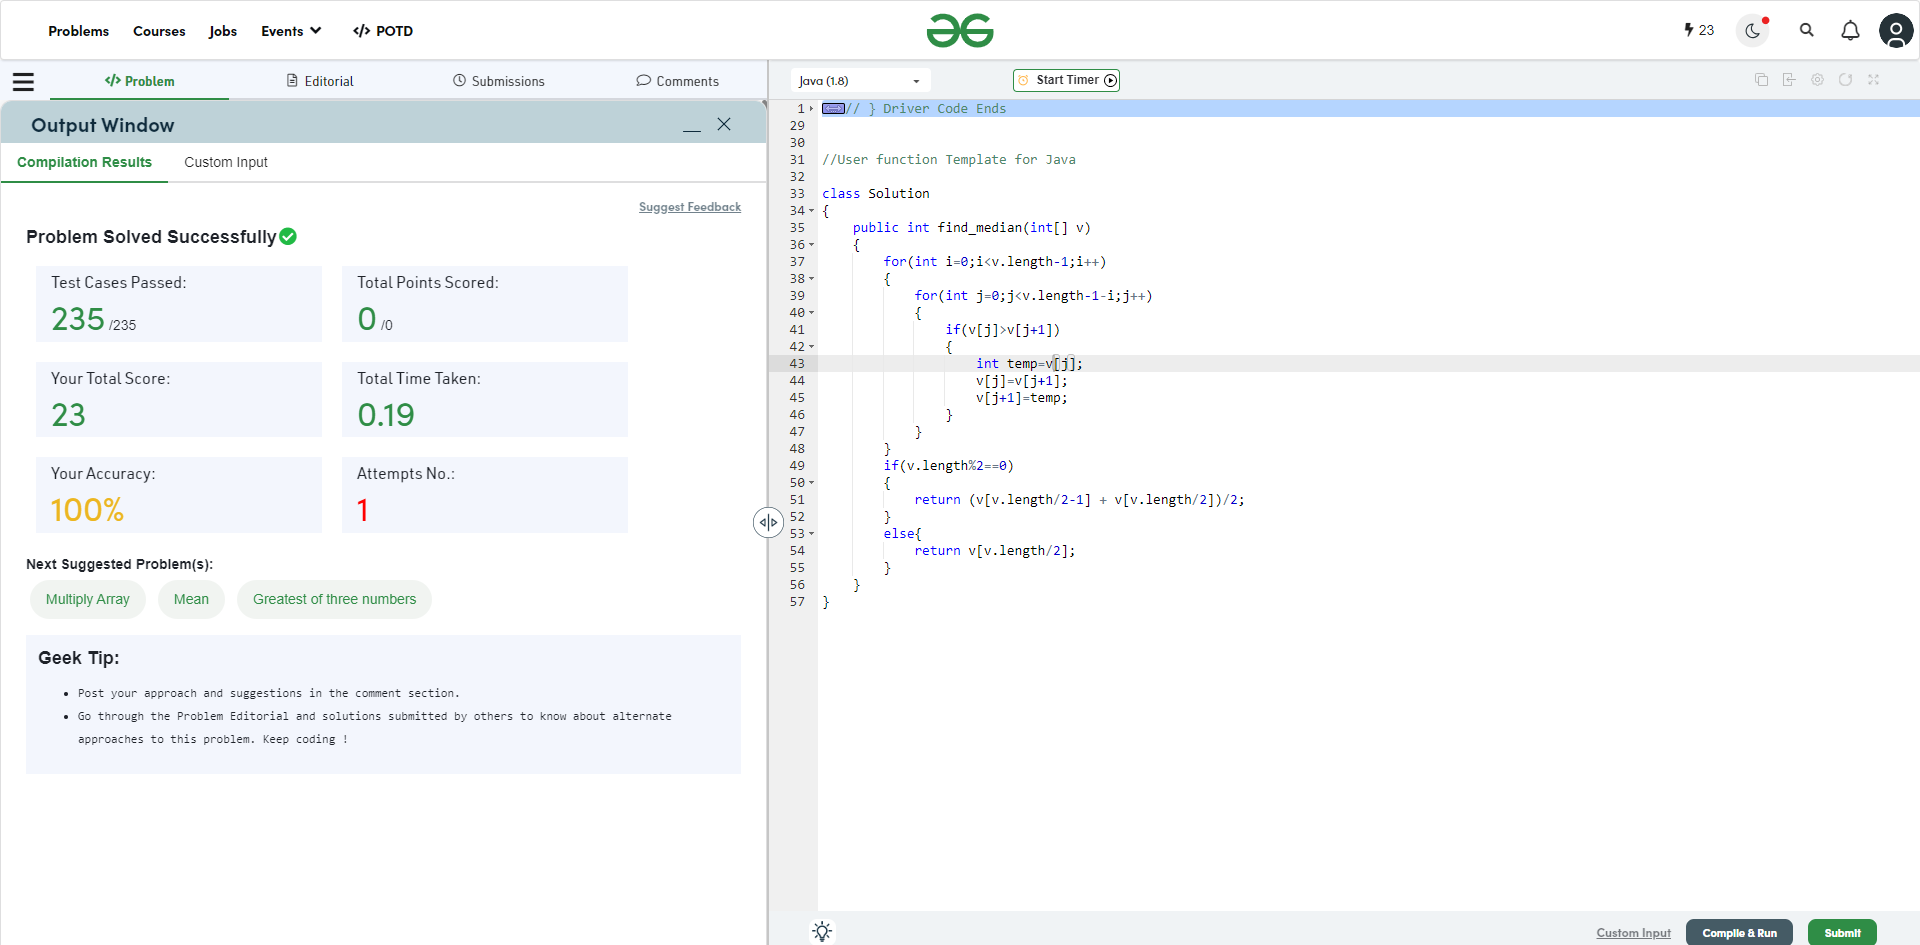 Problems Courses Jobs Events </> POTD 23
</> Problem Editorial Submissions Comments
Output Window
Compilation Results Custom Input
Suggest Feedback
Problem Solved Successfully
Test Cases Passed:
235 /235
Total Points Scored:
0 /0
Your Total Score:
23
Total Time Taken:
0.19
Your Accuracy:
100%
Attempts No.:
1
Next Suggested Problem(s):
Multiply Array Mean Greatest of three numbers
Geek Tip:
• Post your approach and suggestions in the comment section.
• Go through the Problem Editorial and solutions submitted by others to know about alternate
approaches to this problem. Keep coding !
Java (1.8) Start Timer
1 // } Driver Code Ends
29
30
31 //User function Template for Java
32
33 class Solution
34 {
35 public int find_median(int[] v)
36 {
37 for(int i=0;i<v.length-1;i++)
38 {
39 for(int j=0;j<v.length-1-i;j++)
40 {
41 if(v[j]>v[j+1])
42 {
43 int temp=v[j];
44 v[j]=v[j+1];
45 v[j+1]=temp;
46 }
47 }
48 }
49 if(v.length%2==0)
50 {
51 return (v[v.length/2-1] + v[v.length/2])/2;
52 }
53 else{
54 return v[v.length/2];
55 }
56 }
57 }
Custom Input Compile & Run Submit